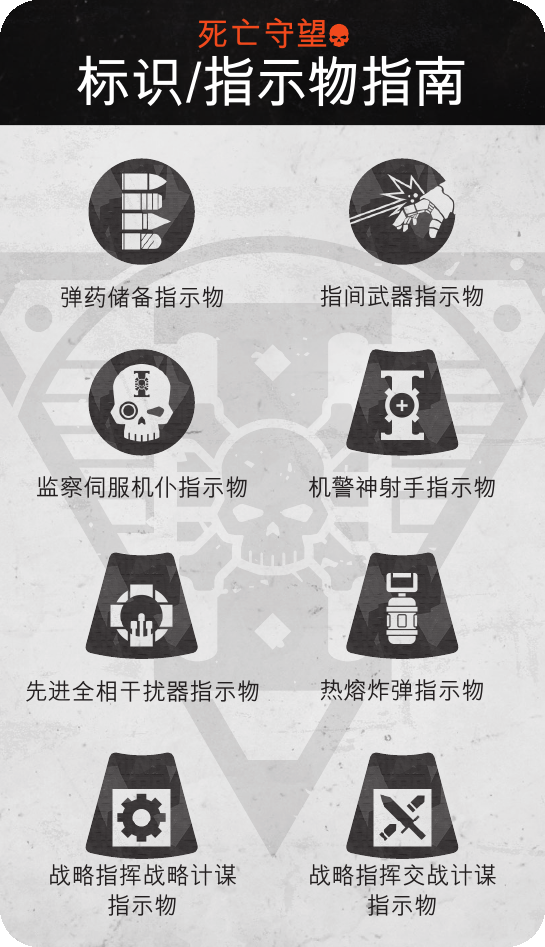 死亡守望
标识/指示物指南
弹药储备指示物
指间武器指示物
监察伺服机仆指示物
机警神射手指示物
先进全相干扰器指示物
热熔炸弹指示物
战略指挥战略计谋
指示物
战略指挥交战计谋
指示物